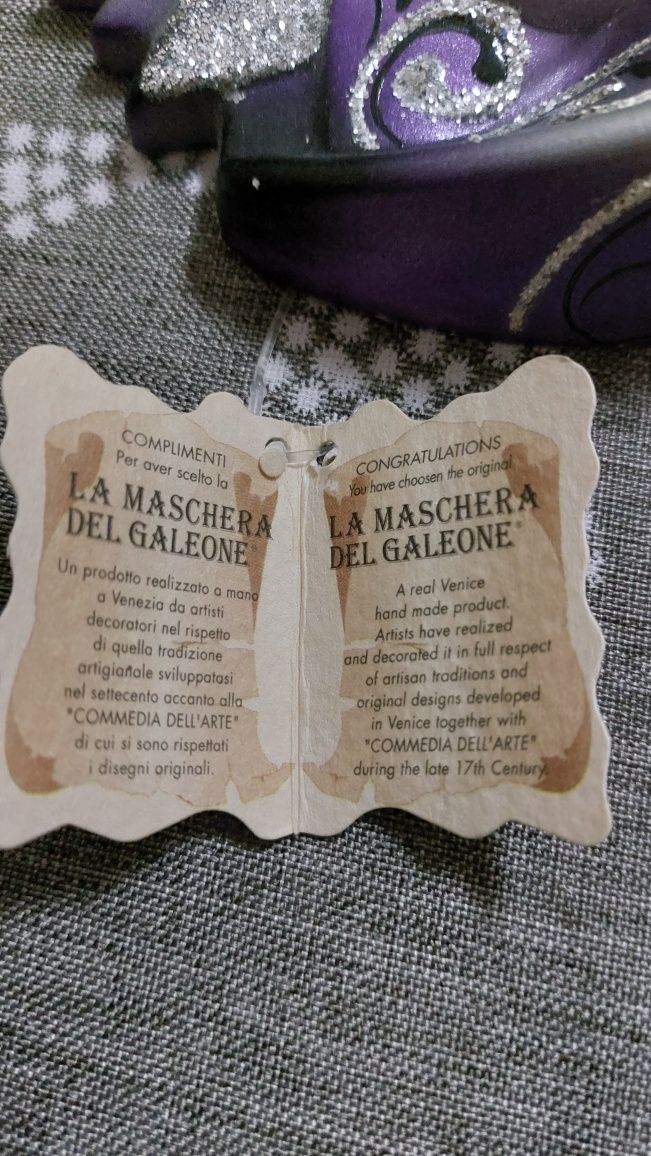 COMPLIMENTI
Per aver scelto la
LA MASCHERA
DEL GALEONE®
Un prodotto realizzato a mano
a Venezia da artisti
decoratori nel rispetto
di quella tradizione
artigianale sviluppatasi
nel settecento accanto alla
"COMMEDIA DELL'ARTE"
di cui si sono rispettati
i disegni originali.
CONGRATULATIONS
You have choosen the original
LA MASCHERA
DEL GALEONE®
A real Venice
hand made product.
Artists have realized
and decorated it in full respect
of artisan traditions and
original designs developed
in Venice together with
"COMMEDIA DELL'ARTE"
during the late 17th Century.